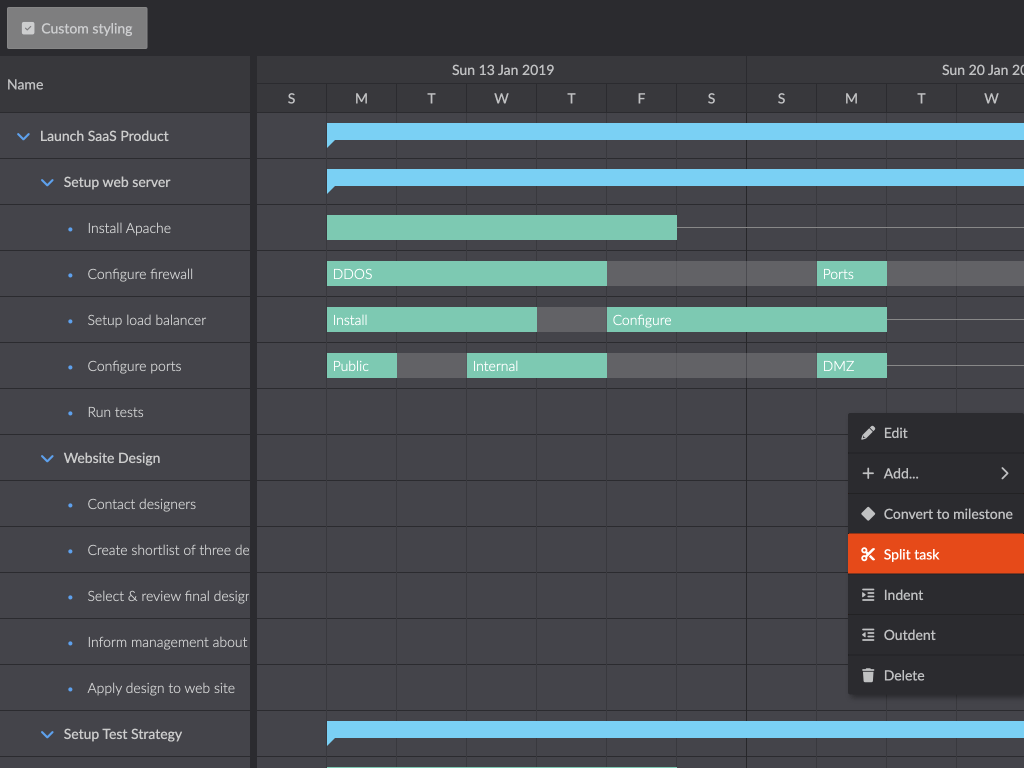 Custom styling
Name
Sun 13 Jan 2019
Sun 20 Jan 20
S M T W T F S S M T W
Launch SaaS Product
Setup web server
Install Apache
Configure firewall
DDOS
Ports
Setup load balancer
Install
Configure
Configure ports
Public
Internal
DMZ
Run tests
Website Design
Contact designers
Create shortlist of three de
Select & review final design
Inform management about
Apply design to web site
Setup Test Strategy
Edit
Add...
Convert to milestone
Split task
Indent
Outdent
Delete